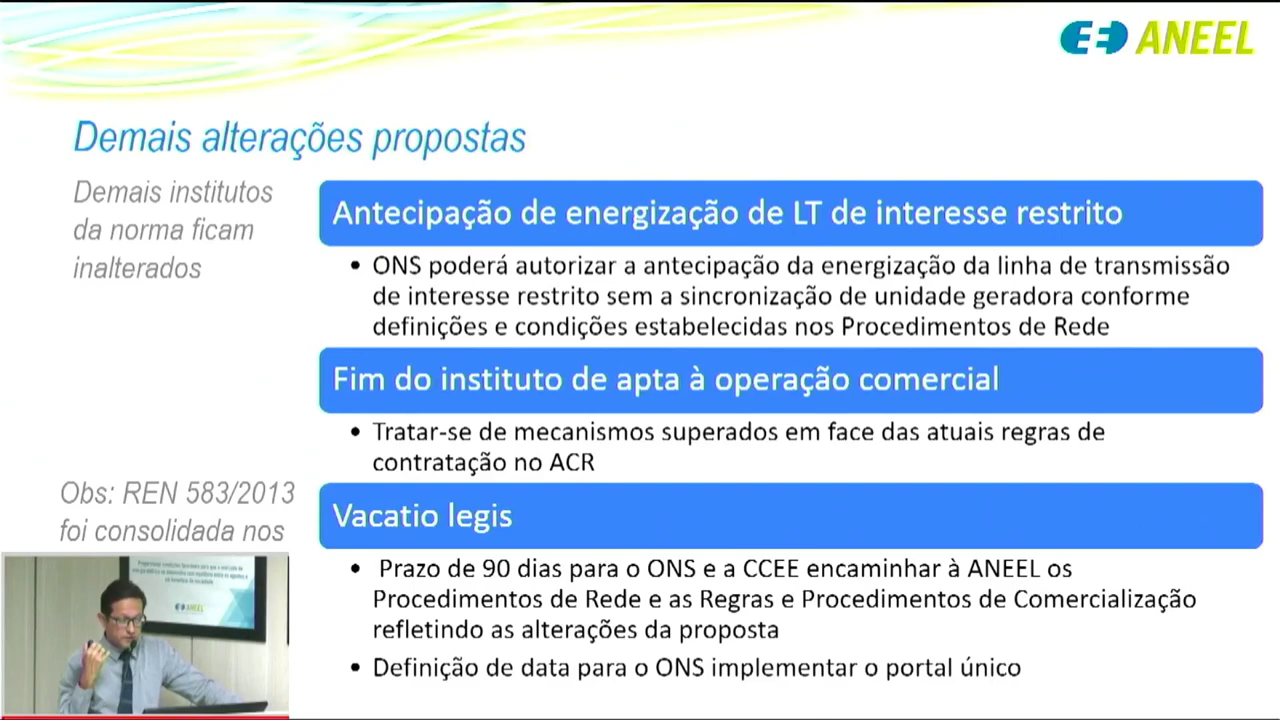 ANEEL
Demais alterações propostas
Demais institutos
da norma ficam
inalterados
Antecipação de energização de LT de interesse restrito
• ONS poderá autorizar a antecipação da energização da linha de transmissão
de interesse restrito sem a sincronização de unidade geradora conforme
definições e condições estabelecidas nos Procedimentos de Rede
Fim do instituto de apta à operação comercial
• Tratar-se de mecanismos superados em face das atuais regras de
contratação no ACR
Obs: REN 583/2013
foi consolidada nos
Vacatio legis
• Prazo de 90 dias para o ONS e a CCEE encaminhar à ANEEL os
Procedimentos de Rede e as Regras e Procedimentos de Comercialização
refletindo as alterações da proposta
• Definição de data para o ONS implementar o portal único
ANEEL